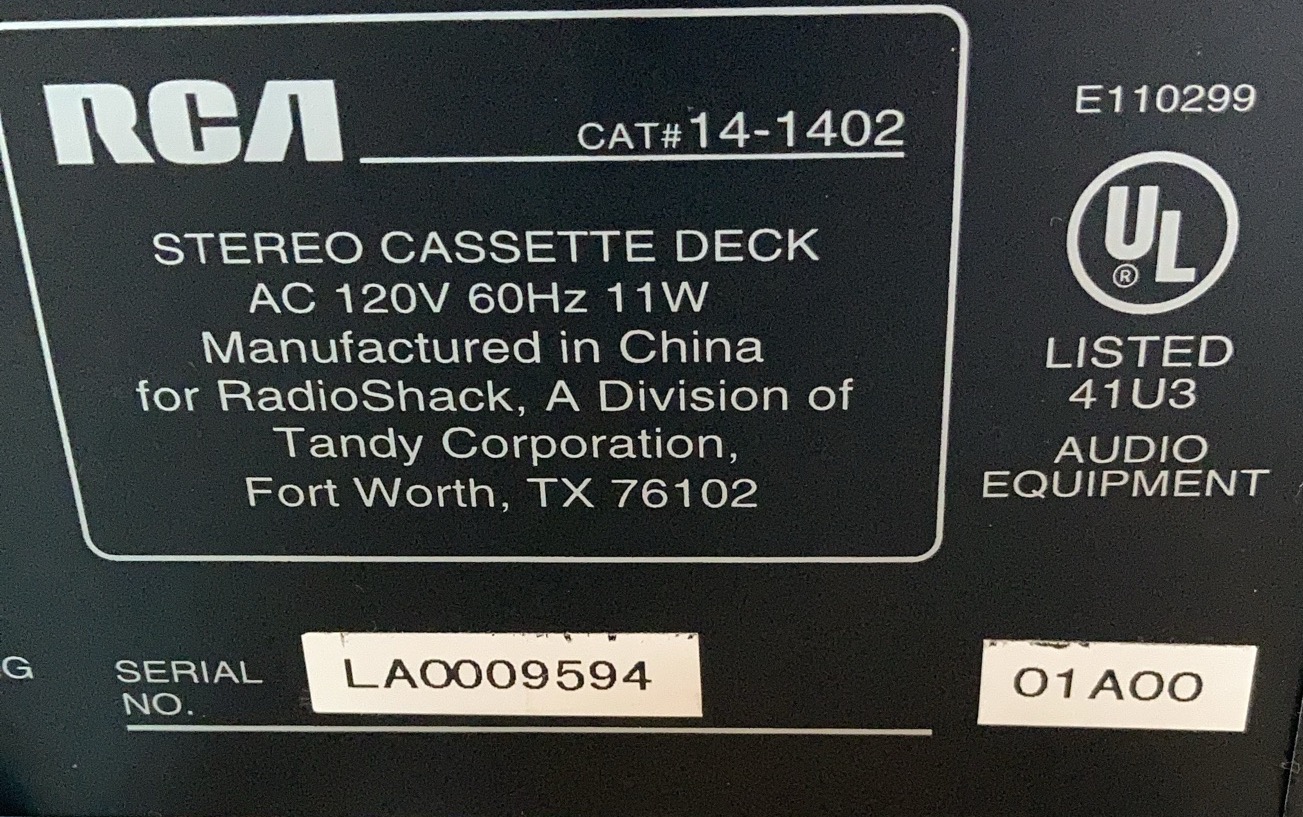 RCA
CAT#14-1402
STEREO CASSETTE DECK
AC 120V 60Hz 11W
Manufactured in China
for RadioShack, A Division of
Tandy Corporation,
Fort Worth, TX 76102
E110299
UL
®
LISTED
41U3
AUDIO
EQUIPMENT
G
SERIAL
NO.
LA0009594
01A00